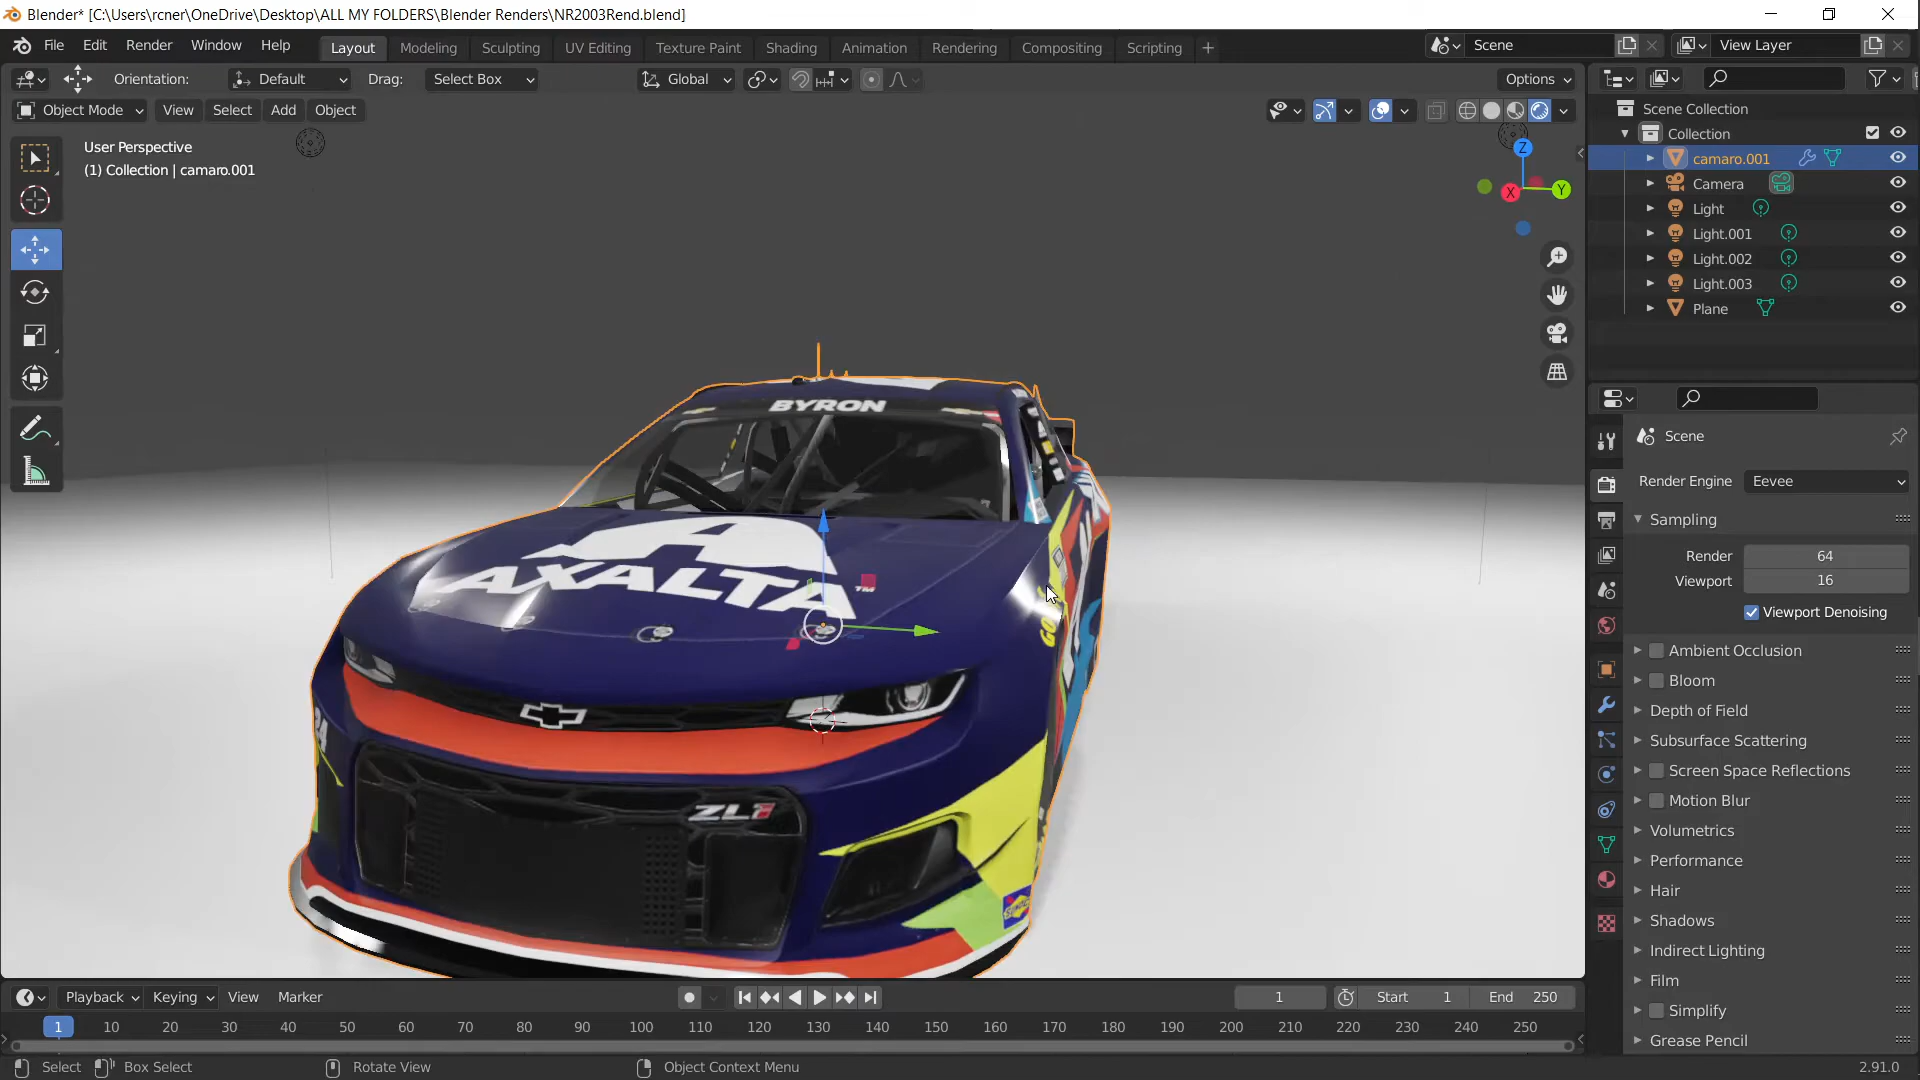 Blender* [C:\Users\rcner\OneDrive\Desktop\ALL MY FOLDERS\Blender Renders\NR2003Rend.blend]
File Edit Render Window Help Layout Modeling Sculpting UV Editing Texture Paint Shading Animation Rendering Compositing Scripting + Scene View Layer
Orientation: Default Drag: Select Box Global Options
Object Mode View Select Add Object
User Perspective
(1) Collection | camaro.001
Z
X Y
Scene Collection
Collection
camaro.001
Camera
Light
Light.001
Light.002
Light.003
Plane
BYRON
A
AXALTA
TM
24
ZL1
SUNOCO
Scene
Render Engine Eevee
Sampling
Render 64
Viewport 16
Viewport Denoising
Ambient Occlusion
Bloom
Depth of Field
Subsurface Scattering
Screen Space Reflections
Motion Blur
Volumetrics
Performance
Hair
Shadows
Indirect Lighting
Film
Simplify
Grease Pencil
Playback Keying View Marker 1 Start 1 End 250
1 10 20 30 40 50 60 70 80 90 100 110 120 130 140 150 160 170 180 190 200 210 220 230 240 250
Select Box Select Rotate View Object Context Menu 2.91.0